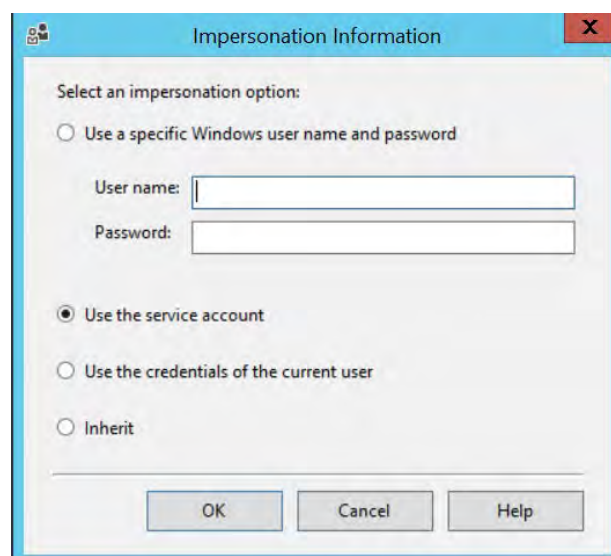 Impersonation Information
X
Select an impersonation option:
Use a specific Windows user name and password
User name:
Password:
Use the service account
Use the credentials of the current user
Inherit
OK
Cancel
Help